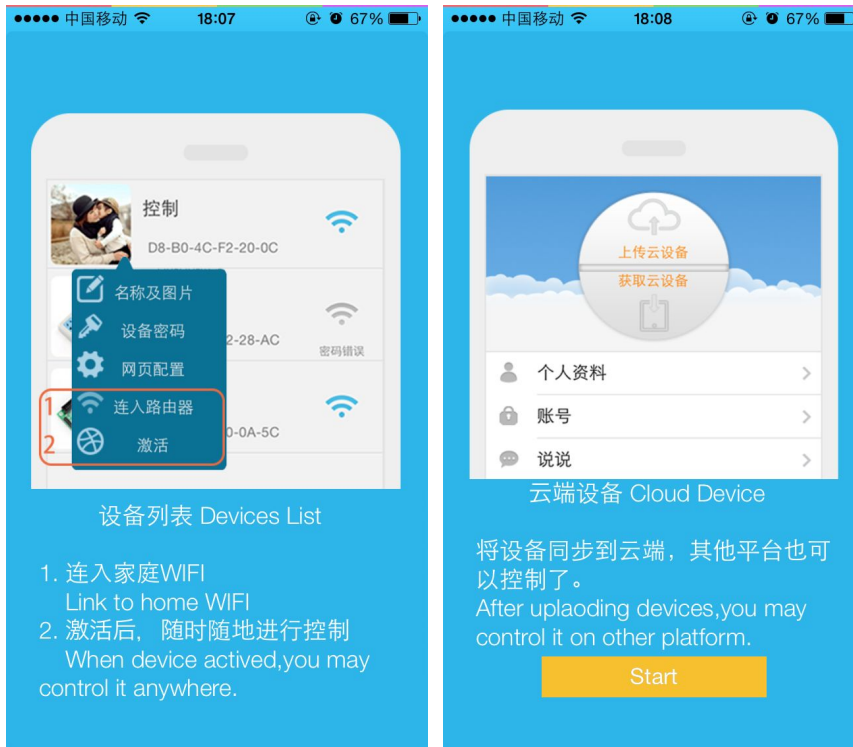 中国移动 18:07 67%
控制
D8-B0-4C-F2-20-0C
名称及图片
设备密码
2-28-AC
密码错误
网页配置
1 连入路由器
0-0A-5C
2 激活
设备列表 Devices List
1. 连入家庭WIFI
Link to home WIFI
2. 激活后，随时随地进行控制
When device actived,you may
control it anywhere.
中国移动 18:08 67%
上传云设备
获取云设备
个人资料
账号
说说
云端设备 Cloud Device
将设备同步到云端，其他平台也可
以控制了。
After uplaoding devices,you may
control it on other platform.
Start